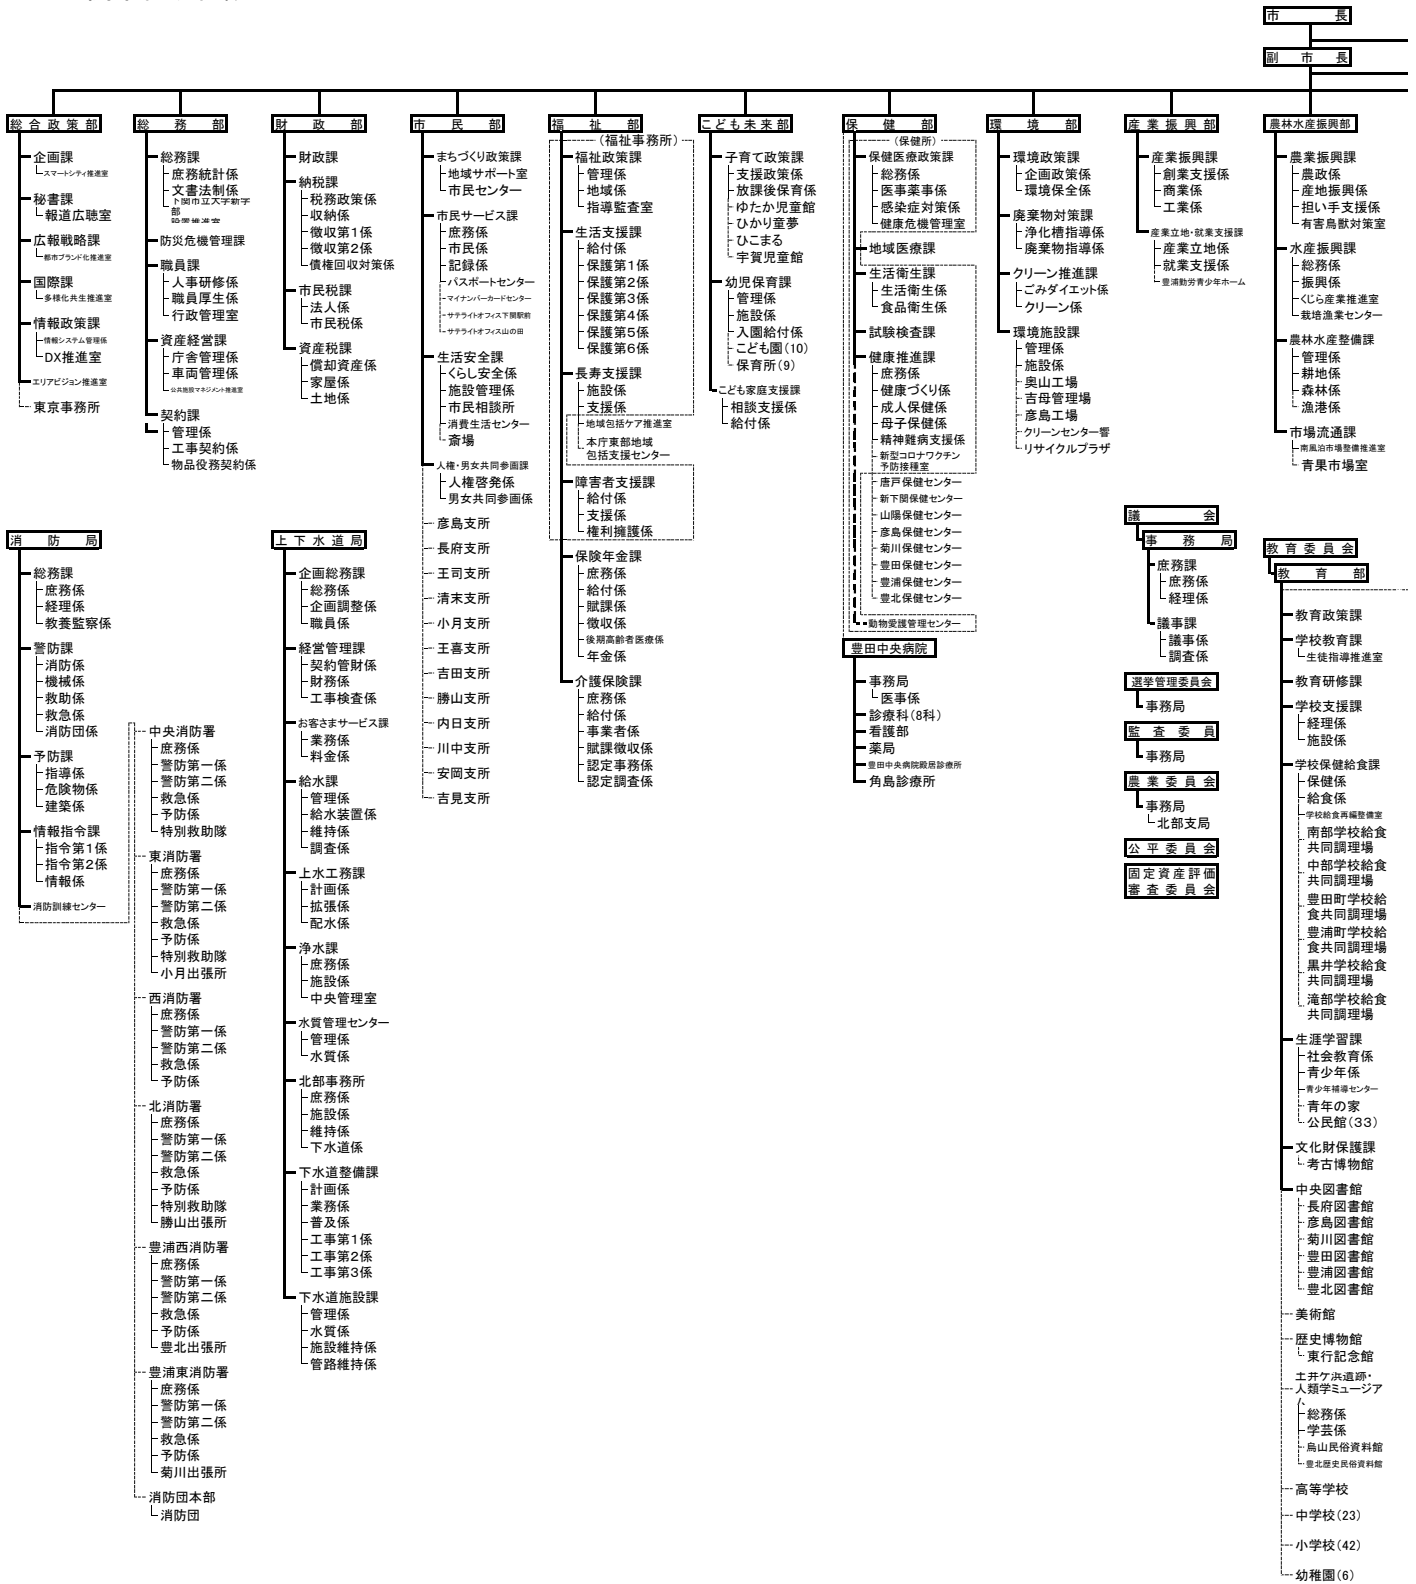 市長
副市長
総合政策部
企画課
スマートシティ推進室
秘書課
報道広聴室
広報戦略課
都市ブランド化推進室
国際課
多様化共生推進室
情報政策課
情報システム管理係
DX推進室
エリアビジョン推進室
東京事務所
総務部
総務課
庶務統計係
文書法制係
下関市立大学新学
部
設置推進室
防災危機管理課
職員課
人事研修係
職員厚生係
行政管理室
資産経営課
庁舎管理係
車両管理係
公共施設マネジメント推進室
契約課
管理係
工事契約係
物品役務契約係
財政部
財政課
納税課
税務政策係
収納係
徴収第1係
徴収第2係
債権回収対策係
市民税課
法人係
市民税係
資産税課
償却資産係
家屋係
土地係
市民部
まちづくり政策課
地域サポート室
市民センター
市民サービス課
庶務係
市民係
記録係
パスポートセンター
マイナンバーカードセンター
サテライトオフィス下関駅前
サテライトオフィス山の田
生活安全課
くらし安全係
施設管理係
市民相談所
消費生活センター
斎場
人権・男女共同参画課
人権啓発係
男女共同参画係
彦島支所
長府支所
王司支所
清末支所
小月支所
王喜支所
吉田支所
勝山支所
内日支所
川中支所
安岡支所
吉見支所
福祉部
(福祉事務所)
福祉政策課
管理係
地域係
指導監査室
生活支援課
給付係
保護第1係
保護第2係
保護第3係
保護第4係
保護第5係
保護第6係
長寿支援課
施設係
支援係
地域包括ケア推進室
本庁東部地域
包括支援センター
障害者支援課
給付係
支援係
権利擁護係
保険年金課
庶務係
給付係
賦課係
徴収係
後期高齢者医療係
年金係
介護保険課
庶務係
給付係
事業者係
賦課徴収係
認定事務係
認定調査係
こども未来部
子育て政策課
支援政策係
放課後保育係
ゆたか児童館
ひかり童夢
ひこまる
宇賀児童館
幼児保育課
管理係
施設係
入園給付係
こども園(10)
保育所(9)
こども家庭支援課
相談支援係
給付係
保健部
(保健所)
保健医療政策課
総務係
医事薬事係
感染症対策係
健康危機管理室
地域医療課
生活衛生課
生活衛生係
食品衛生係
試験検査課
健康推進課
庶務係
健康づくり係
成人保健係
母子保健係
精神難病支援係
新型コロナワクチン
予防接種室
唐戸保健センター
新下関保健センター
山陽保健センター
彦島保健センター
菊川保健センター
豊田保健センター
豊浦保健センター
豊北保健センター
動物愛護管理センター
豊田中央病院
事務局
医事係
診療科(8科)
看護部
薬局
豊田中央病院殿居診療所
角島診療所
環境部
環境政策課
企画政策係
環境保全係
廃棄物対策課
浄化槽指導係
廃棄物指導係
クリーン推進課
ごみダイエット係
クリーン係
環境施設課
管理係
施設係
奥山工場
吉母管理場
彦島工場
クリーンセンター響
リサイクルプラザ
産業振興部
産業振興課
創業支援係
商業係
工業係
産業立地・就業支援課
産業立地係
就業支援係
豊浦勤労青少年ホーム
農林水産振興部
農業振興課
農政係
産地振興係
担い手支援係
有害鳥獣対策室
水産振興課
総務係
振興係
くじら産業推進室
栽培漁業センター
農林水産整備課
管理係
耕地係
森林係
漁港係
市場流通課
南風泊市場整備推進室
青果市場室
消防局
総務課
庶務係
経理係
教養監察係
警防課
消防係
機械係
救助係
救急係
消防団係
予防課
指導係
危険物係
建築係
情報指令課
指令第1係
指令第2係
情報係
消防訓練センター
中央消防署
庶務係
警防第一係
警防第二係
救急係
予防係
特別救助隊
東消防署
庶務係
警防第一係
警防第二係
救急係
予防係
特別救助隊
小月出張所
西消防署
庶務係
警防第一係
警防第二係
救急係
予防係
北消防署
庶務係
警防第一係
警防第二係
救急係
予防係
特別救助隊
勝山出張所
豊浦西消防署
庶務係
警防第一係
警防第二係
救急係
予防係
豊北出張所
豊浦東消防署
庶務係
警防第一係
警防第二係
救急係
予防係
菊川出張所
消防団本部
消防団
上下水道局
企画総務課
総務係
企画調整係
職員係
経営管理課
契約管財係
財務係
工事検査係
お客さまサービス課
業務係
料金係
給水課
管理係
給水装置係
維持係
調査係
上水工務課
計画係
拡張係
配水係
浄水課
庶務係
施設係
中央管理室
水質管理センター
管理係
水質係
北部事務所
庶務係
施設係
維持係
下水道係
下水道整備課
計画係
業務係
普及係
工事第1係
工事第2係
工事第3係
下水道施設課
管理係
水質係
施設維持係
管路維持係
議会
事務局
庶務課
庶務係
経理係
議事課
議事係
調査係
選挙管理委員会
事務局
監査委員
事務局
農業委員会
事務局
北部支局
公平委員会
固定資産評価
審査委員会
教育委員会
教育部
教育政策課
学校教育課
生徒指導推進室
教育研修課
学校支援課
経理係
施設係
学校保健給食課
保健係
給食係
学校給食再編整備室
南部学校給食
共同調理場
中部学校給食
共同調理場
豊田町学校給
食共同調理場
豊浦町学校給
食共同調理場
黒井学校給食
共同調理場
滝部学校給食
共同調理場
生涯学習課
社会教育係
青少年係
青少年補導センター
青年の家
公民館(33)
文化財保護課
考古博物館
中央図書館
長府図書館
彦島図書館
菊川図書館
豊田図書館
豊浦図書館
豊北図書館
美術館
歴史博物館
東行記念館
土井ケ浜遺跡・
人類学ミュージア
ム
総務係
学芸係
烏山民俗資料館
豊北歴史民俗資料館
高等学校
中学校(23)
小学校(42)
幼稚園(6)